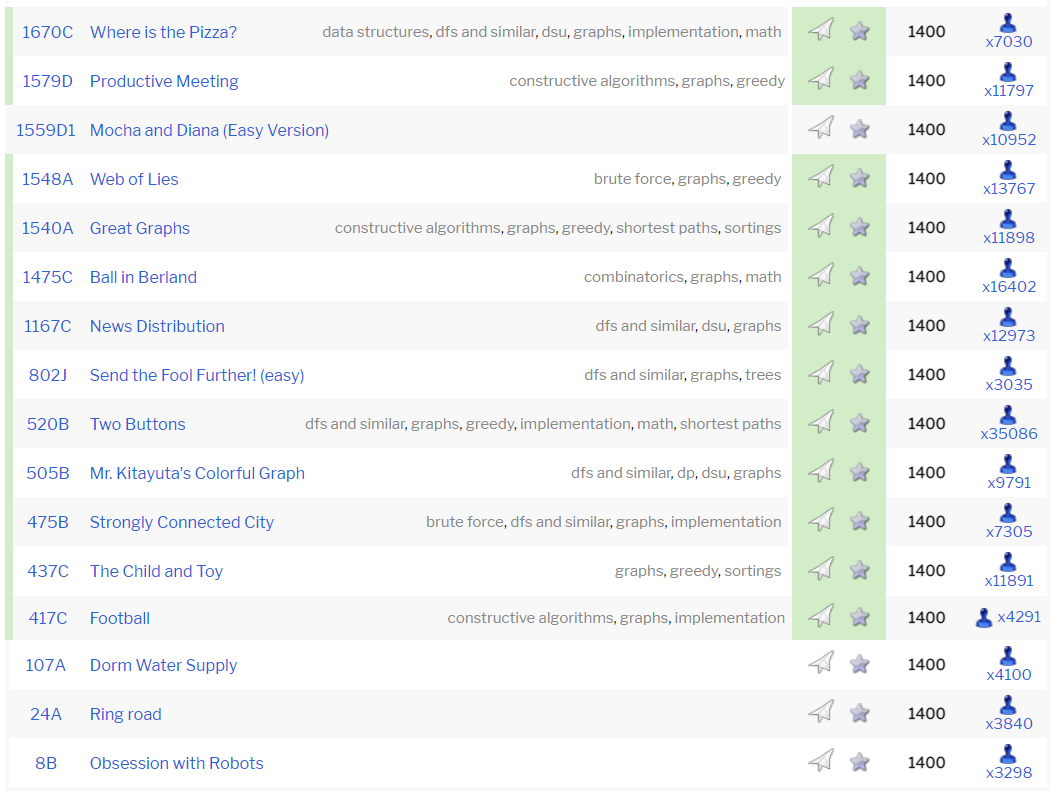 1670C Where is the Pizza? data structures, dfs and similar, dsu, graphs, implementation, math 1400 x7030
1579D Productive Meeting constructive algorithms, graphs, greedy 1400 x11797
1559D1 Mocha and Diana (Easy Version) 1400 x10952
1548A Web of Lies brute force, graphs, greedy 1400 x13767
1540A Great Graphs constructive algorithms, graphs, greedy, shortest paths, sortings 1400 x11898
1475C Ball in Berland combinatorics, graphs, math 1400 x16402
1167C News Distribution dfs and similar, dsu, graphs 1400 x12973
802J Send the Fool Further! (easy) dfs and similar, graphs, trees 1400 x3035
520B Two Buttons dfs and similar, graphs, greedy, implementation, math, shortest paths 1400 x35086
505B Mr. Kitayuta's Colorful Graph dfs and similar, dp, dsu, graphs 1400 x9791
475B Strongly Connected City brute force, dfs and similar, graphs, implementation 1400 x7305
437C The Child and Toy graphs, greedy, sortings 1400 x11891
417C Football constructive algorithms, graphs, implementation 1400 x4291
107A Dorm Water Supply 1400 x4100
24A Ring road 1400 x3840
8B Obsession with Robots 1400 x3298